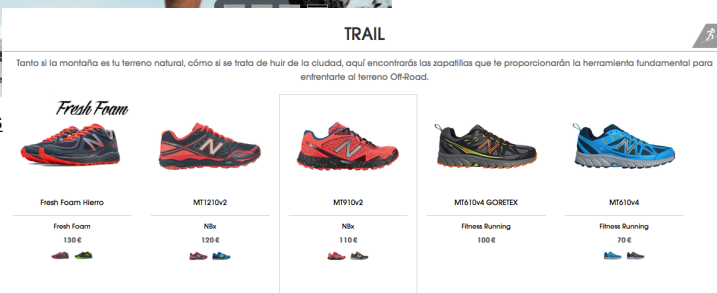 TRAIL
Tanto si la montaña es tu terreno natural, cómo si se trata de huir de la ciudad, aquí encontrarás las zapatillas que te proporcionarán la herramienta fundamental para
enfrentarte al terreno Off-Road.
Fresh Foam
s
Fresh Foam Hierro MT1210v2 MT910v2 MT610v4 GORETEX MT610v4
Fresh Foam NBx NBx Fitness Running Fitness Running
130 € 120 € 110 € 100 € 70 €